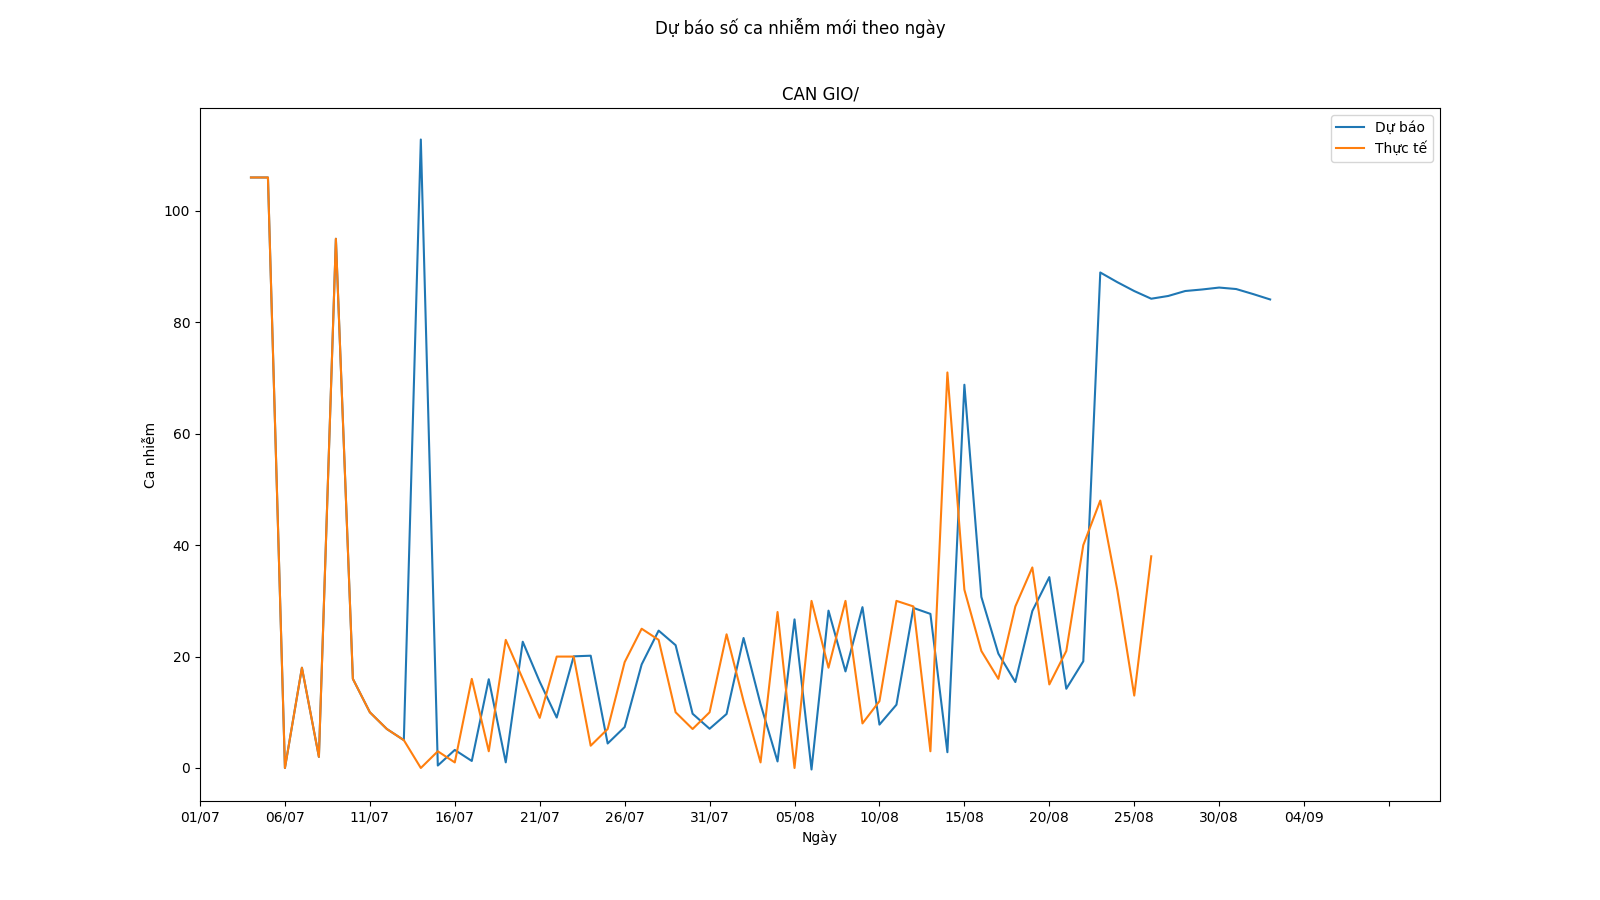 Dự báo số ca nhiễm mới theo ngày
CAN GIO/
Dự báo
Thực tế
100
80
60
40
20
0
Ca nhiễm
01/07 06/07 11/07 16/07 21/07 26/07 31/07 05/08 10/08 15/08 20/08 25/08 30/08 04/09
Ngày